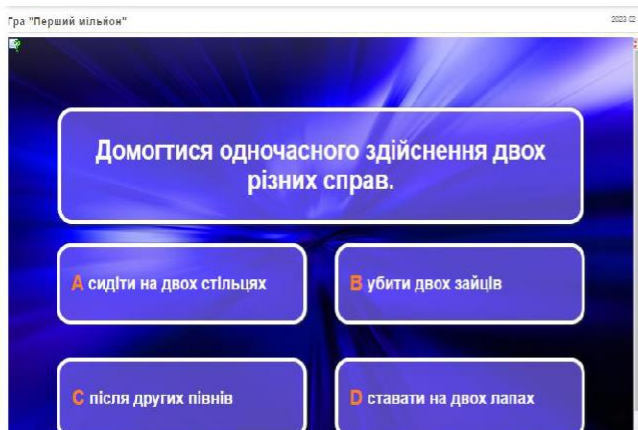 Гра "Перший мільйон"
Домогтися одночасного здійснення двох
різних справ.
A сидіти на двох стільцях
B убити двох зайців
C після других півнів
D ставати на двох лапах